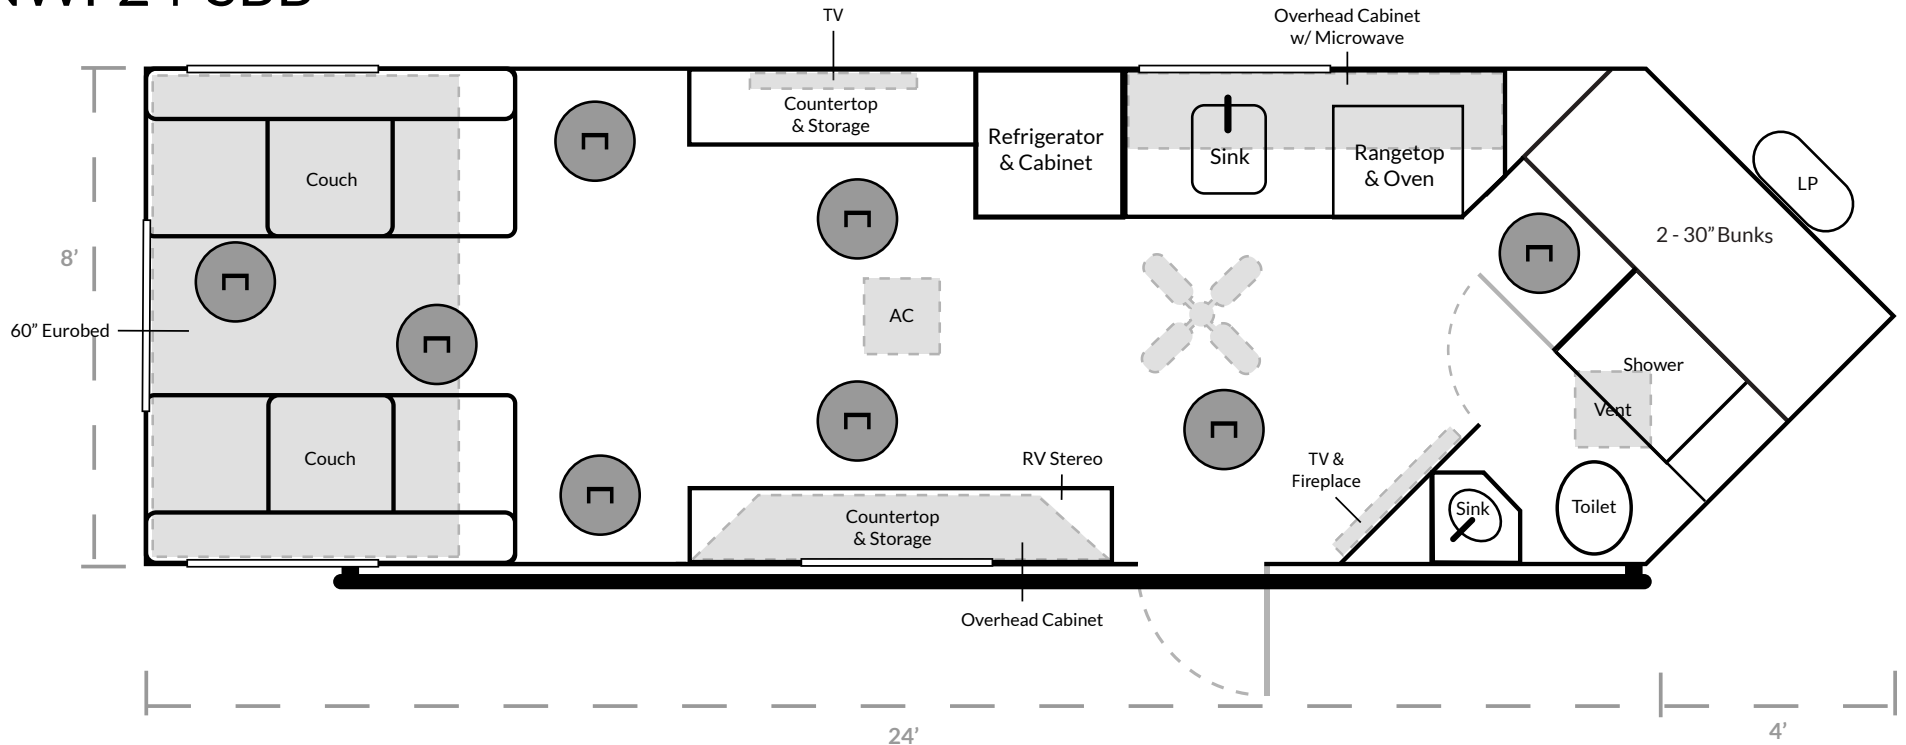 TV
Overhead Cabinet
w/ Microwave
Countertop
& Storage
Refrigerator
& Cabinet
Sink
Rangetop
& Oven
LP
Couch
2 - 30” Bunks
8’
60” Eurobed
AC
Shower
Vent
Couch
RV Stereo
TV &
Fireplace
Countertop
& Storage
Sink
Toilet
Overhead Cabinet
24’
4’